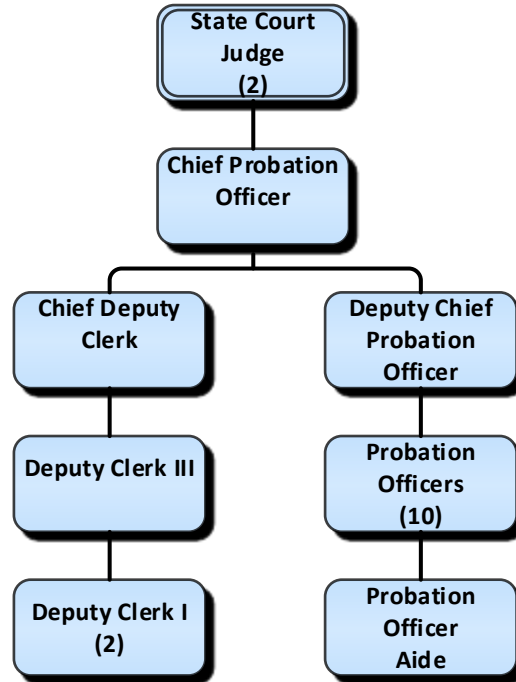 State Court
Judge
(2)
Chief Probation
Officer
Chief Deputy
Clerk
Deputy Chief
Probation
Officer
Deputy Clerk III
Probation
Officers
(10)
Deputy Clerk I
(2)
Probation
Officer
Aide